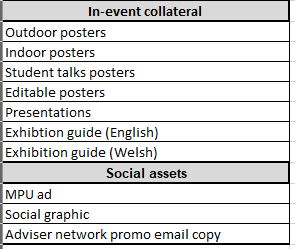 In-event collateral
Outdoor posters
Indoor posters
Student talks posters
Editable posters
Presentations
Exhibtion guide (English)
Exhibition guide (Welsh)
Social assets
MPU ad
Social graphic
Adviser network promo email copy